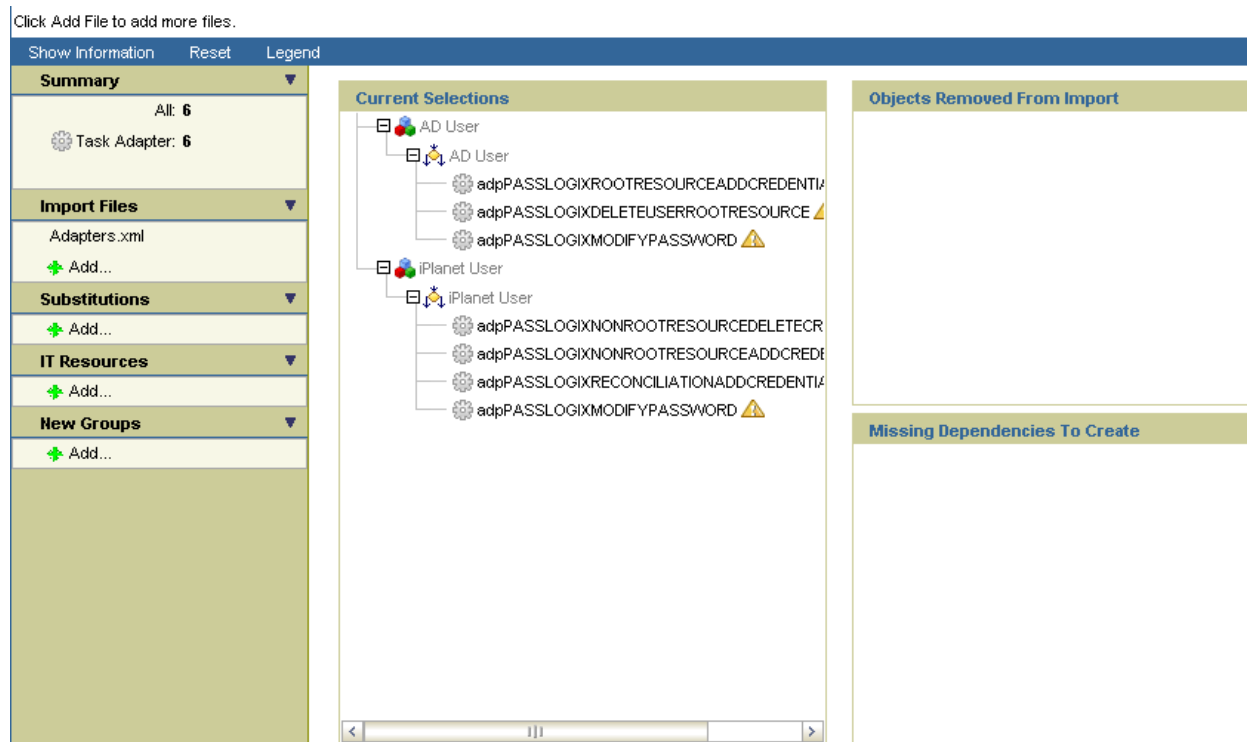 Click Add File to add more files.
Show Information Reset Legend
Summary
All: 6
Task Adapter: 6
Import Files
Adapters.xml
Add...
Substitutions
Add...
IT Resources
Add...
New Groups
Add...
Current Selections
AD User
AD User
adpPASSLOGIXROOTRESOURCEADDCREDENTIA
adpPASSLOGIXDELETEUSERROOTRESOURCE
adpPASSLOGIXMODIFYPASSWORD
iPlanet User
iPlanet User
adpPASSLOGIXNONROOTRESOURCEDELETECR
adpPASSLOGIXNONROOTRESOURCEADDCREDE
adpPASSLOGIXRECONCILIATIONADDCREDENTIA
adpPASSLOGIXMODIFYPASSWORD
Objects Removed From Import
Missing Dependencies To Create